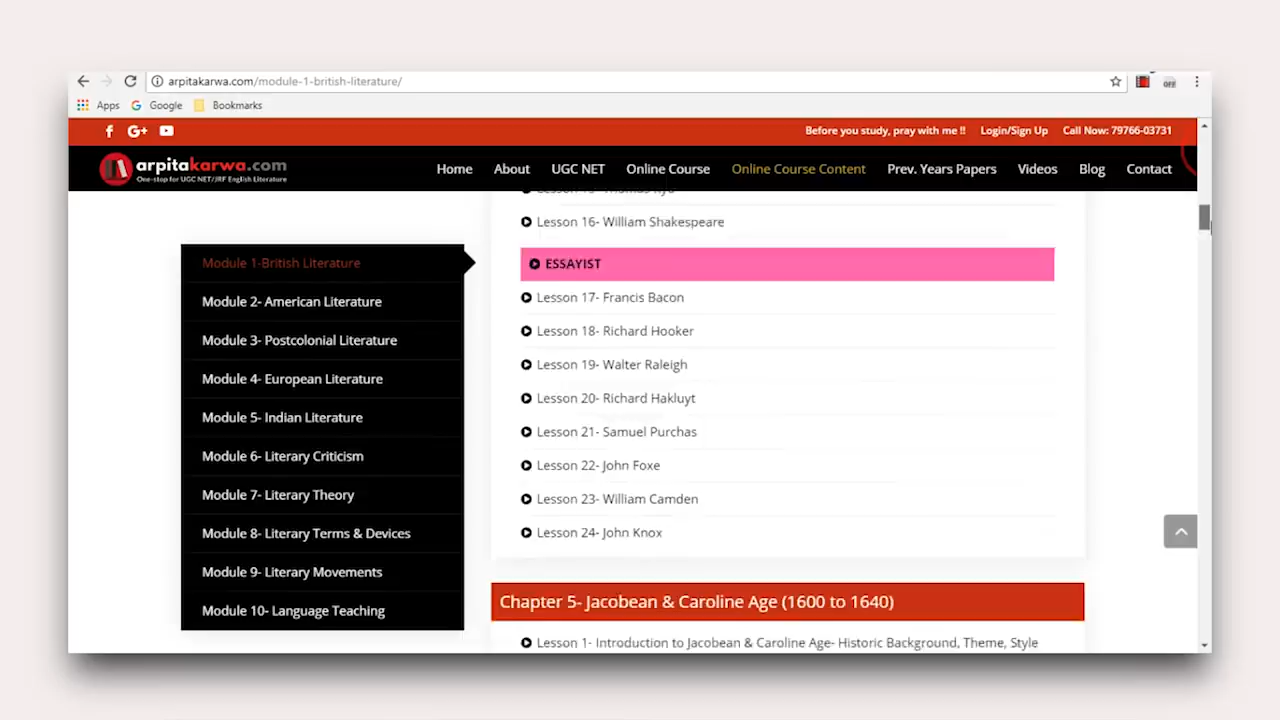 arpitakarwa.com/module-1-british-literature/
OFF
Apps Google Bookmarks
Before you study, pray with me !! Login/Sign Up Call Now: 79766-03731
arpitakarwa.com
One-stop for UGC NET/JRF English Literature
Home About UGC NET Online Course Online Course Content Prev. Years Papers Videos Blog Contact
Lesson 16- William Shakespeare
ESSAYIST
Lesson 17- Francis Bacon
Lesson 18- Richard Hooker
Lesson 19- Walter Raleigh
Lesson 20- Richard Hakluyt
Lesson 21- Samuel Purchas
Lesson 22- John Foxe
Lesson 23- William Camden
Lesson 24- John Knox
Chapter 5- Jacobean & Caroline Age (1600 to 1640)
Lesson 1- Introduction to Jacobean & Caroline Age- Historic Background, Theme, Style
Module 1-British Literature
Module 2- American Literature
Module 3- Postcolonial Literature
Module 4- European Literature
Module 5- Indian Literature
Module 6- Literary Criticism
Module 7- Literary Theory
Module 8- Literary Terms & Devices
Module 9- Literary Movements
Module 10- Language Teaching